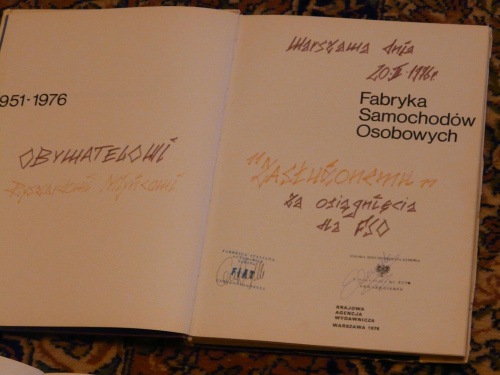 951-1976
OBYWATELOWI
Warszawa dnia
1976r.
Fabryka
Samochodów
Osobowych
"Zasłużonemu"
za osiągnięcia
dla FSO
FIAT
KRAJOWA
AGENCJA
WYDAWNICZA
WARSZAWA 1976